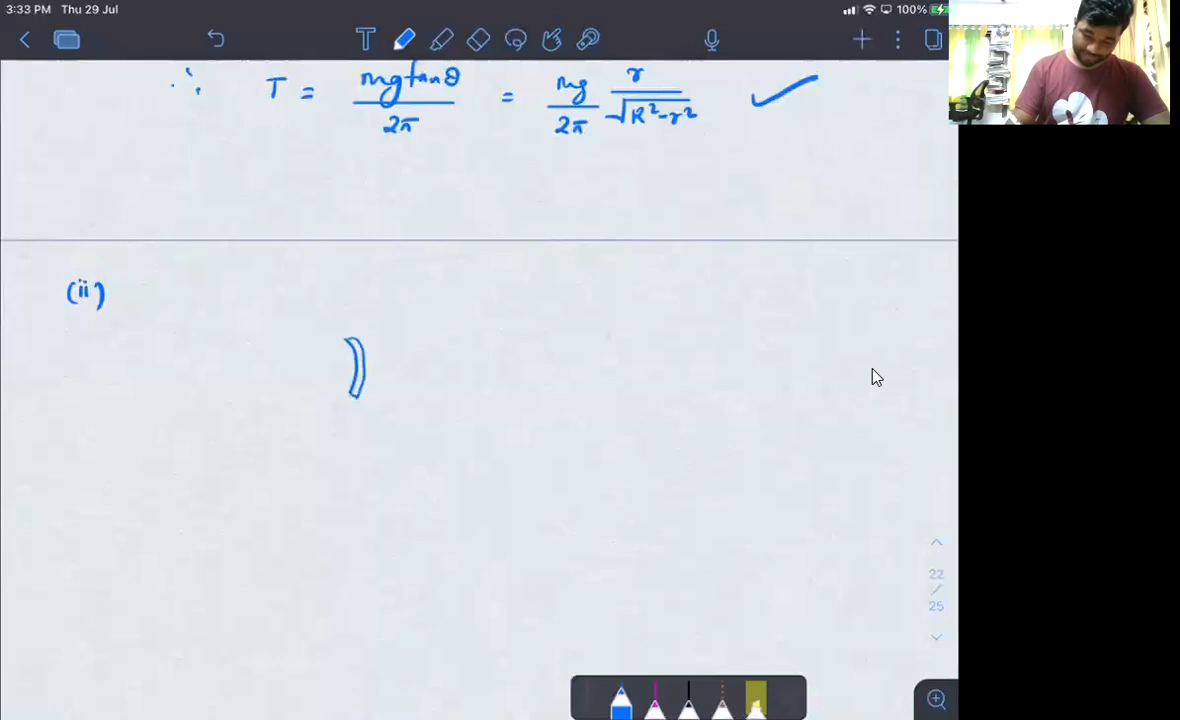 3:33 PM Thu 29 Jul 100%
T
∴ T = mg tan θ / 2π = mg / 2π r / √R²-r²
(ii)
22
/
25